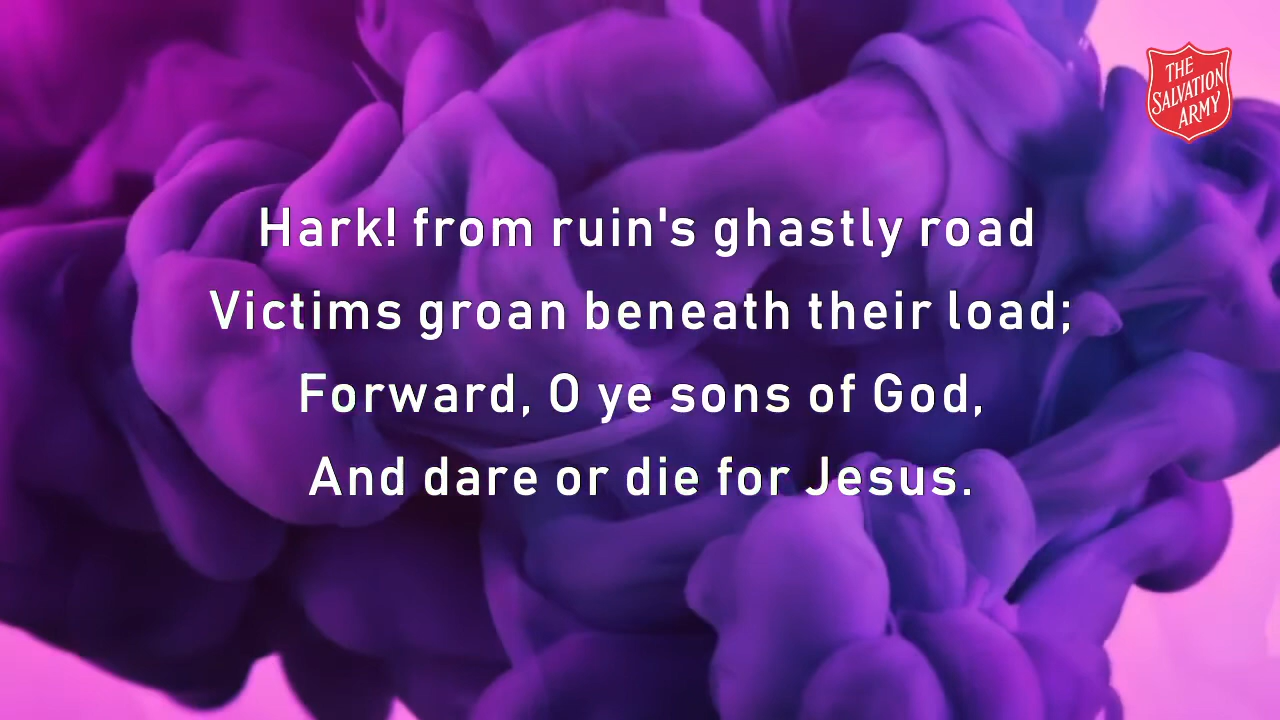 THE
SALVATION
ARMY
Hark! from ruin's ghastly road
Victims groan beneath their load;
Forward, O ye sons of God,
And dare or die for Jesus.